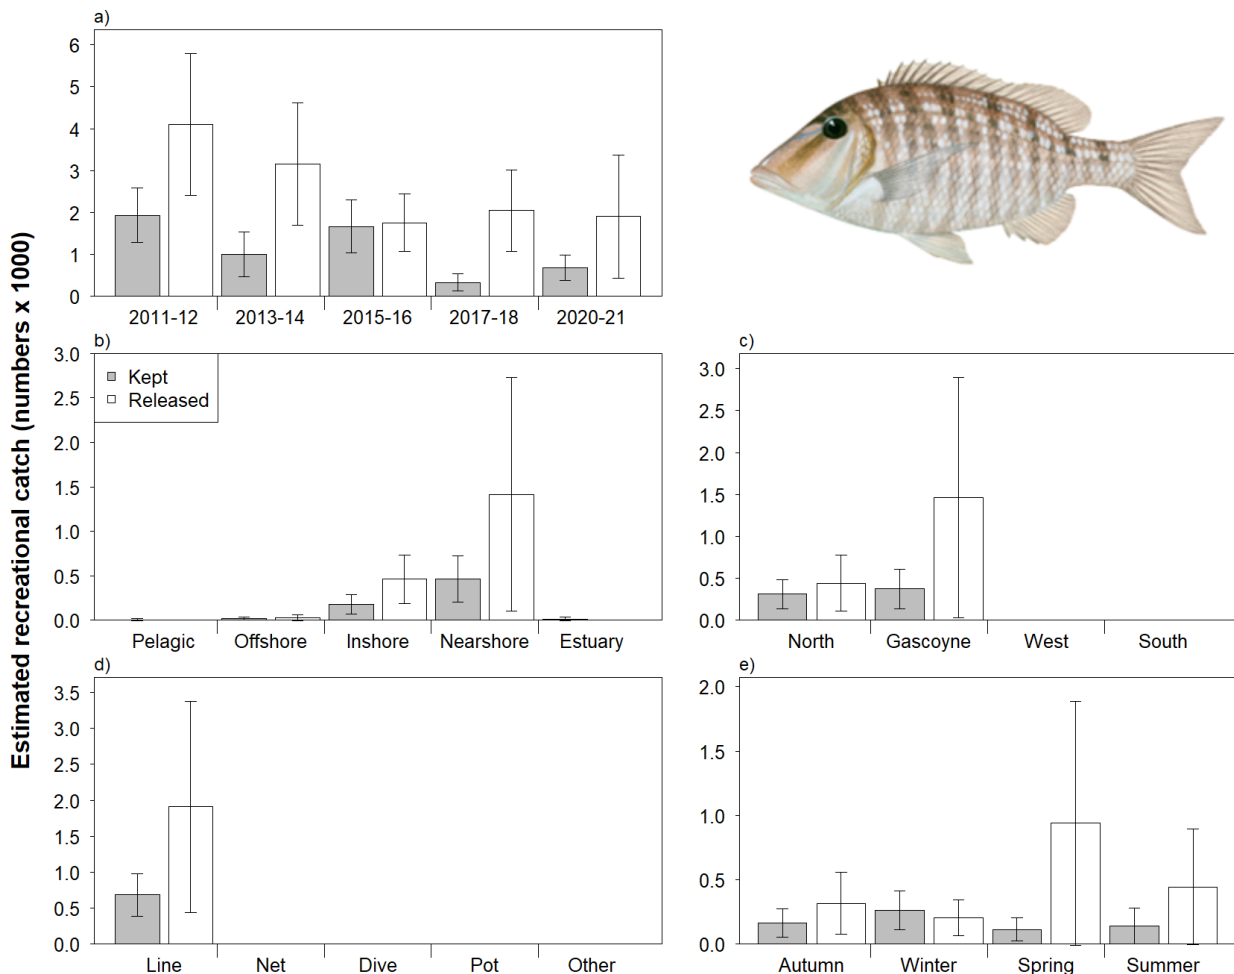 Estimated recreational catch (numbers x 1000)
a)
6
5
4
3
2
1
0
2011-12 2013-14 2015-16 2017-18 2020-21
b)
3.0
2.5
2.0
1.5
1.0
0.5
0.0
Kept
Released
Pelagic Offshore Inshore Nearshore Estuary
c)
3.0
2.5
2.0
1.5
1.0
0.5
0.0
North Gascoyne West South
d)
3.5
3.0
2.5
2.0
1.5
1.0
0.5
0.0
Line Net Dive Pot Other
e)
2.0
1.5
1.0
0.5
0.0
Autumn Winter Spring Summer